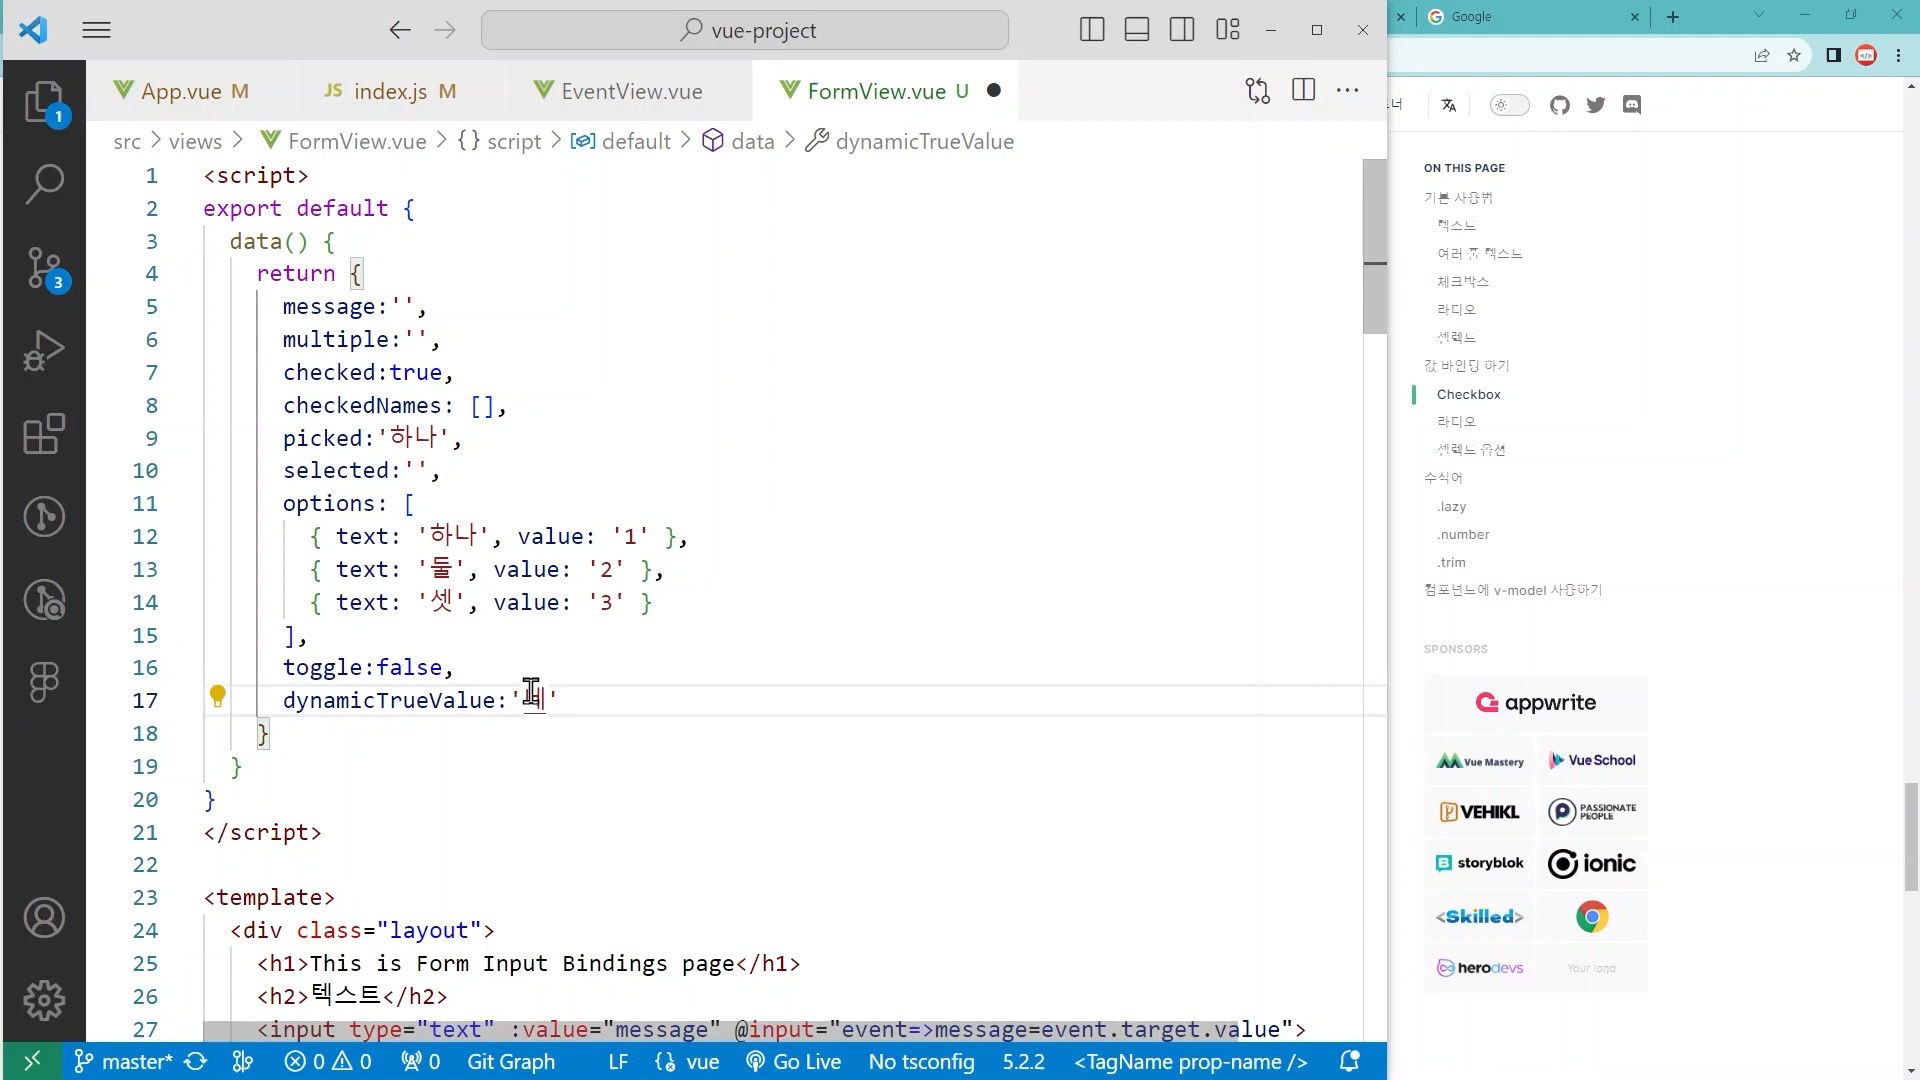 vue-project
Google
App.vue M
index.js M
EventView.vue
FormView.vue U
src > views > FormView.vue > {} script > default > data > dynamicTrueValue
1 <script>
2 export default {
3 data() {
4 return {
5 message:'',
6 multiple:'',
7 checked:true,
8 checkedNames: [],
9 picked:'하나',
10 selected:'',
11 options: [
12 { text: '하나', value: '1' },
13 { text: '둘', value: '2' },
14 { text: '셋', value: '3' }
15 ],
16 toggle:false,
17 dynamicTrueValue:'네'
18 }
19 }
20 }
21 </script>
22
23 <template>
24 <div class="layout">
25 <h1>This is Form Input Bindings page</h1>
26 <h2>텍스트</h2>
27 <input type="text" :value="message" @input="event=>message=event.target.value">
1
3
master*
0 0
0
Git Graph
LF
{} vue
Go Live
No tsconfig
5.2.2
<TagName prop-name />
ON THIS PAGE
기본 사용법
텍스트
여러 줄 텍스트
체크박스
라디오
셀렉트
값 바인딩 하기
Checkbox
라디오
셀렉트 옵션
수식어
.lazy
.number
.trim
컴포넌트에 v-model 사용하기
SPONSORS
appwrite
Vue Mastery
VueSchool
VEHIKL
PASSIONATE
PEOPLE
storyblok
ionic
<Skilled>
herodevs
Your logo